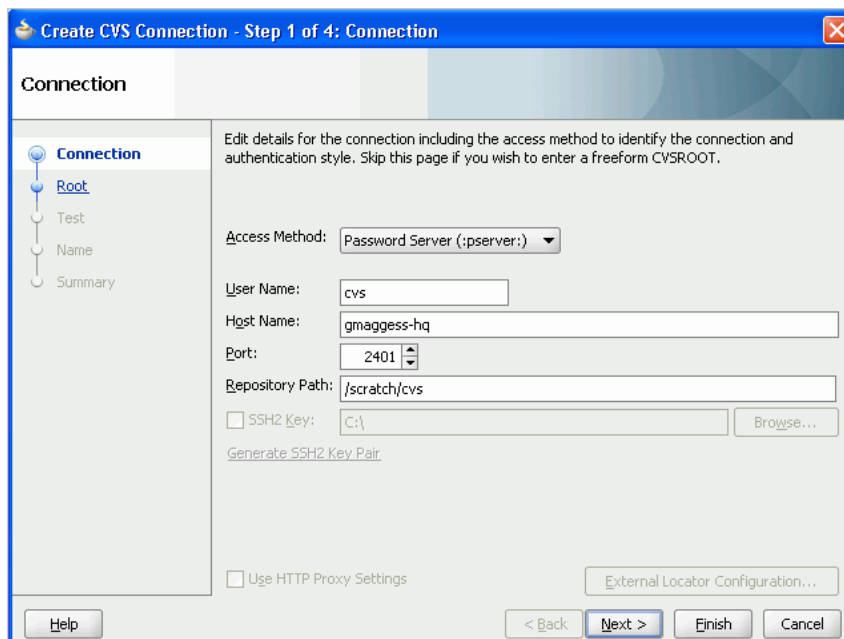 Create CVS Connection - Step 1 of 4: Connection
Connection
Connection
Root
Test
Name
Summary
Edit details for the connection including the access method to identify the connection and
authentication style. Skip this page if you wish to enter a freeform CVSROOT.
Access Method: Password Server (:pserver:)
User Name: cvs
Host Name: gmaggess-hq
Port: 2401
Repository Path: /scratch/cvs
SSH2 Key: C:\ Browse...
Generate SSH2 Key Pair
Use HTTP Proxy Settings External Locator Configuration...
Help < Back Next > Finish Cancel